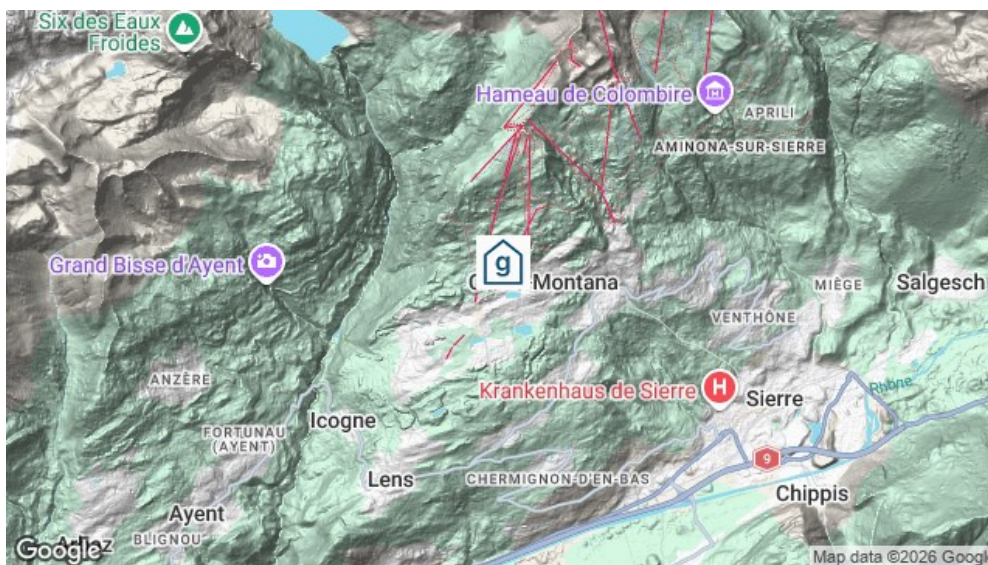 Six des Eaux
Froides
Hameau de Colombire
APRILI
AMINONA-SUR-SIERRE
Grand Bisse d'Ayent
g
Montana
MIÈGE
Salgesch
VENTHÔNE
ANZÈRE
Krankenhaus de Sierre
H
Sierre
Rhône
Icogne
FORTUNAU
(AYENT)
9
Lens
CHERMIGNON-D'EN-BAS
Chippis
Ayent
BLIGNOU
Google
Map data ©2026 Google